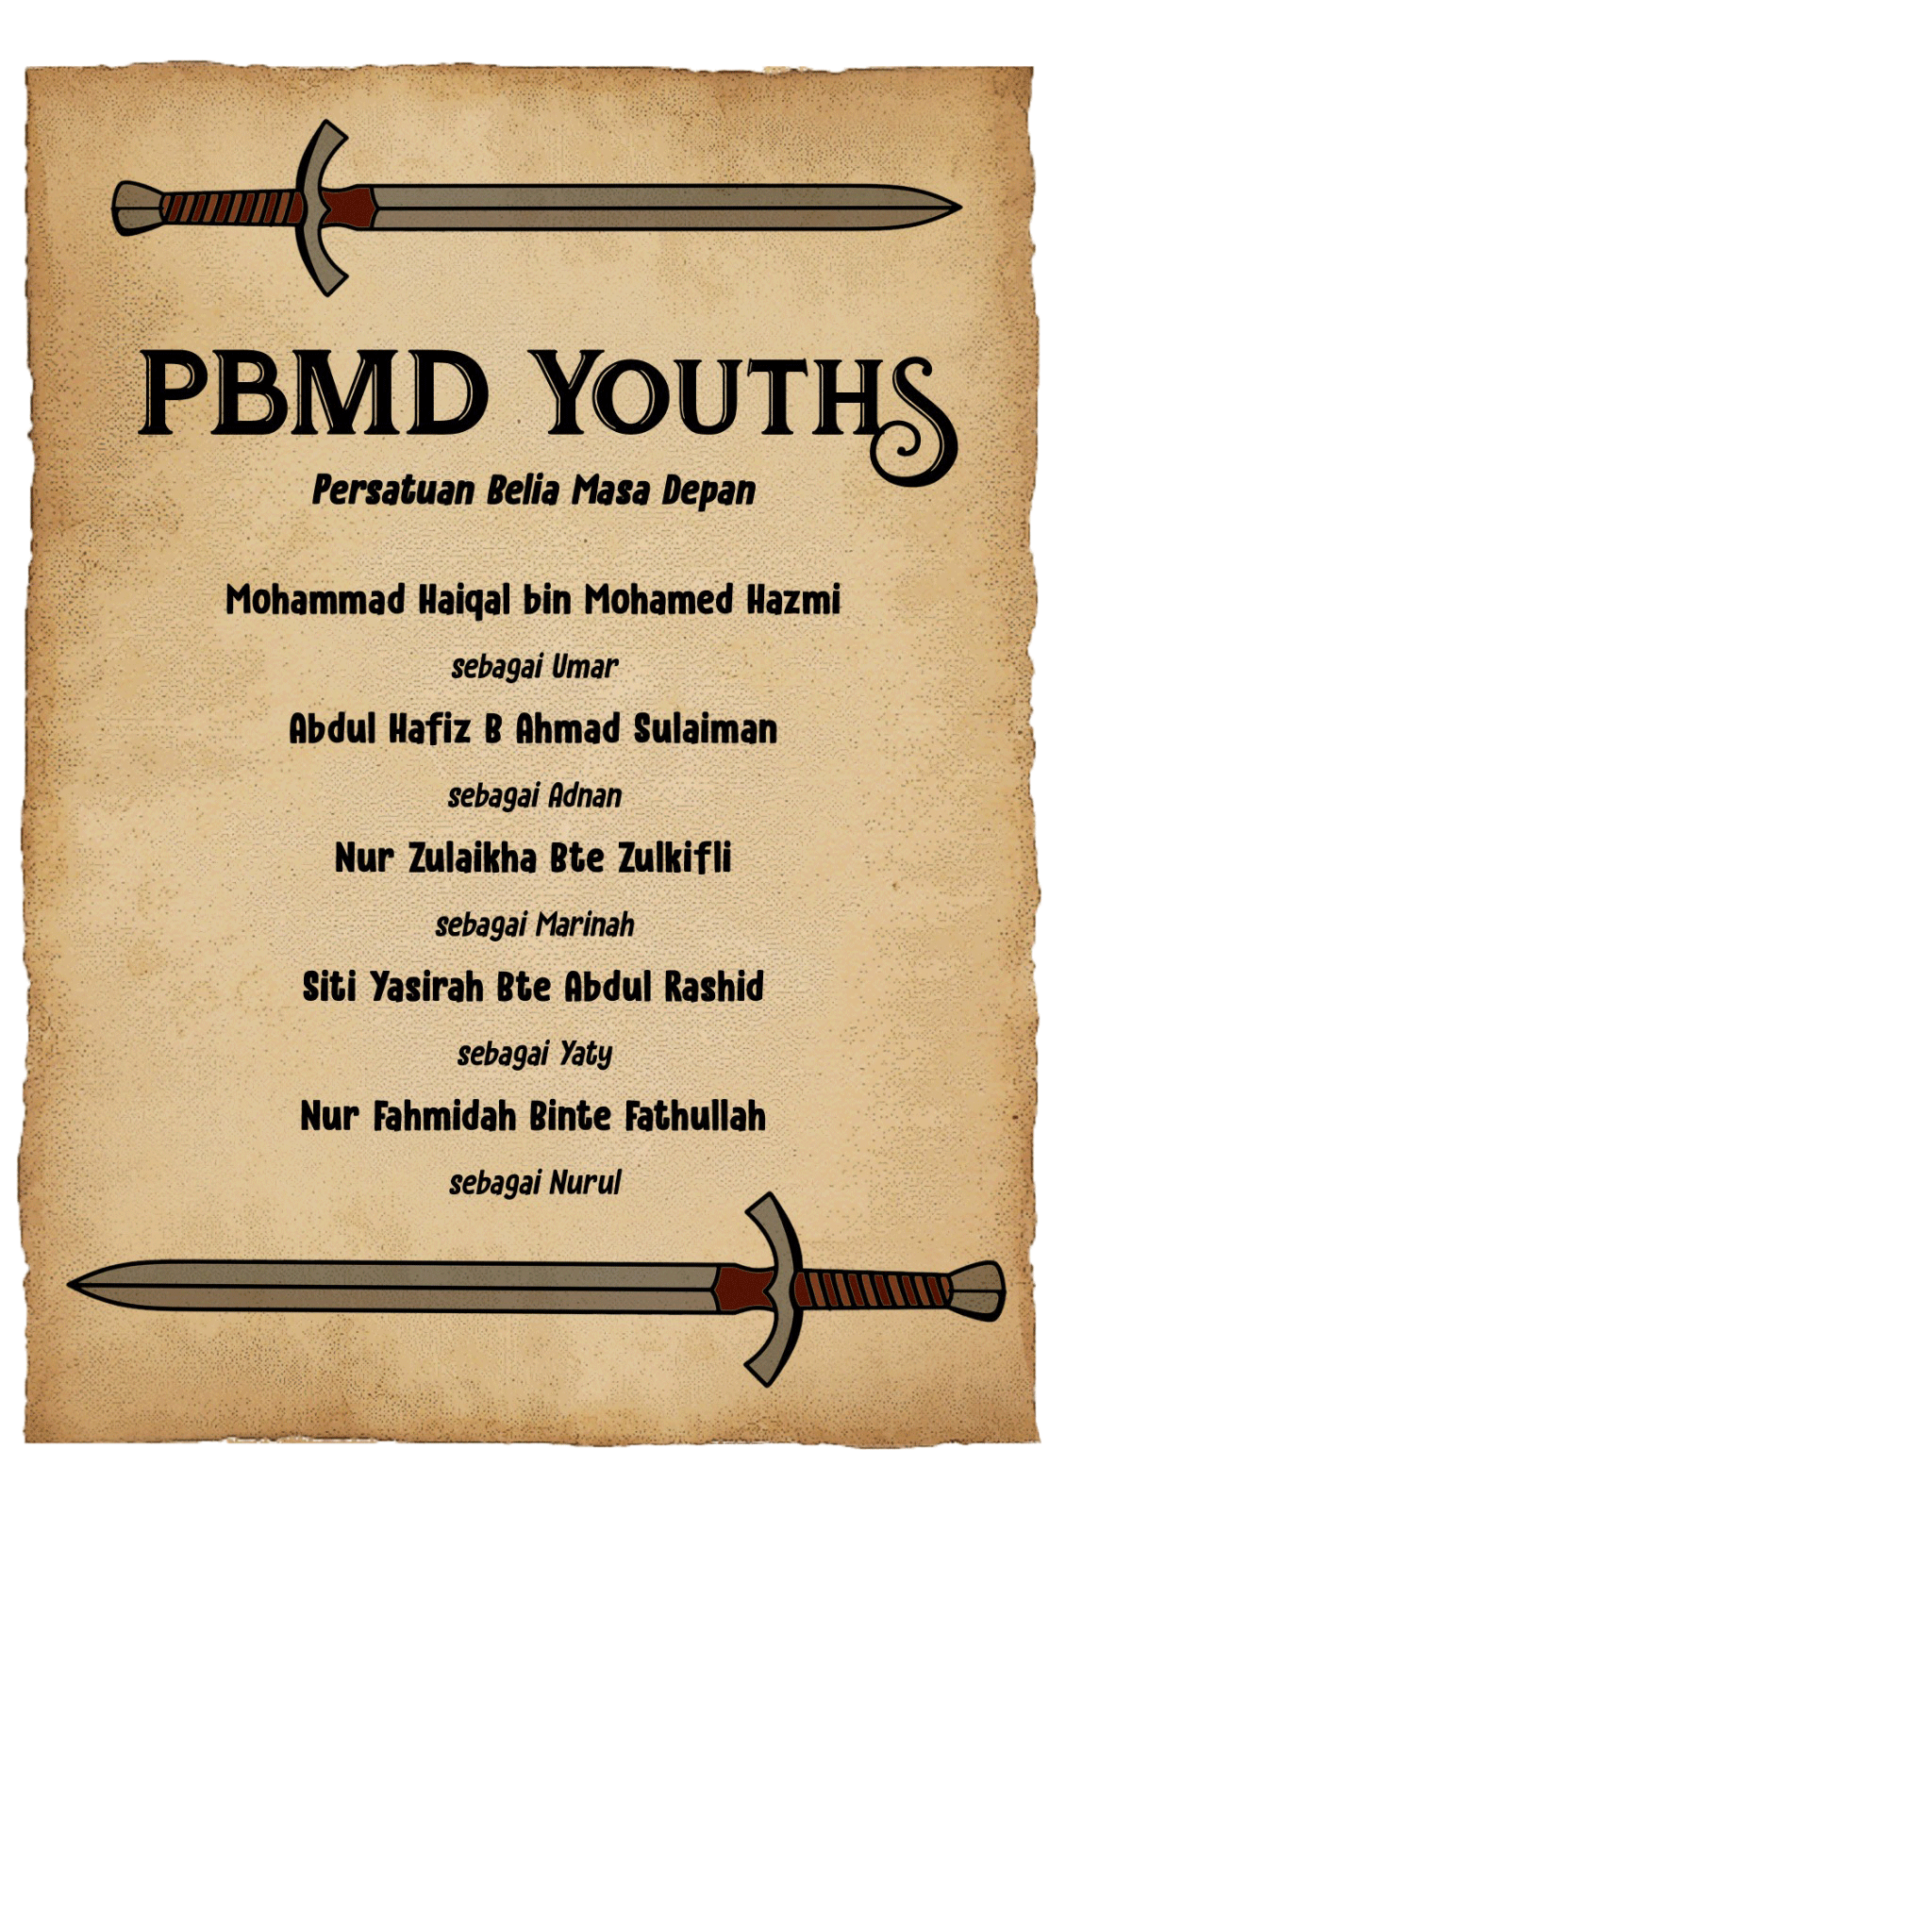 PBMD YOUTHS
Persatuan Belia Masa Depan
Mohammad Haiqal bin Mohamed Hazmi
sebagai Umar
Abdul Hafiz B Ahmad Sulaiman
sebagai Adnan
Nur Zulaikha Bte Zulkifli
sebagai Marinah
Siti Yasirah Bte Abdul Rashid
sebagai Yaty
Nur Fahmidah Binte Fathullah
sebagai Nurul